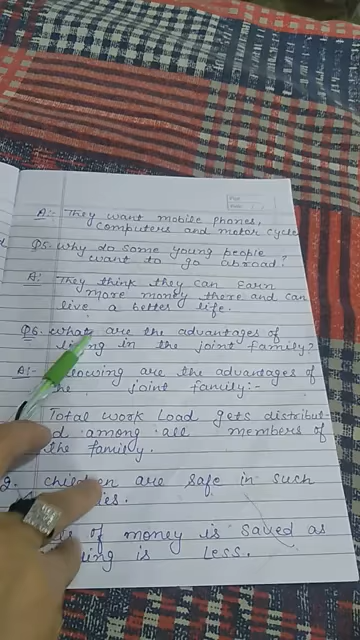 A:- They want mobile phones,
computers and motor cycle
Q5. Why do some young people
want to go abroad?
A:- They think they can earn
more money there and can
live a better life.
Q6. What are the advantages of
in the joint family?
A:- are the advantages of
joint family:-
Total work load gets distribut-
ed among all members of
the family.
2. Children are safe in such
of money is saved as
is less.